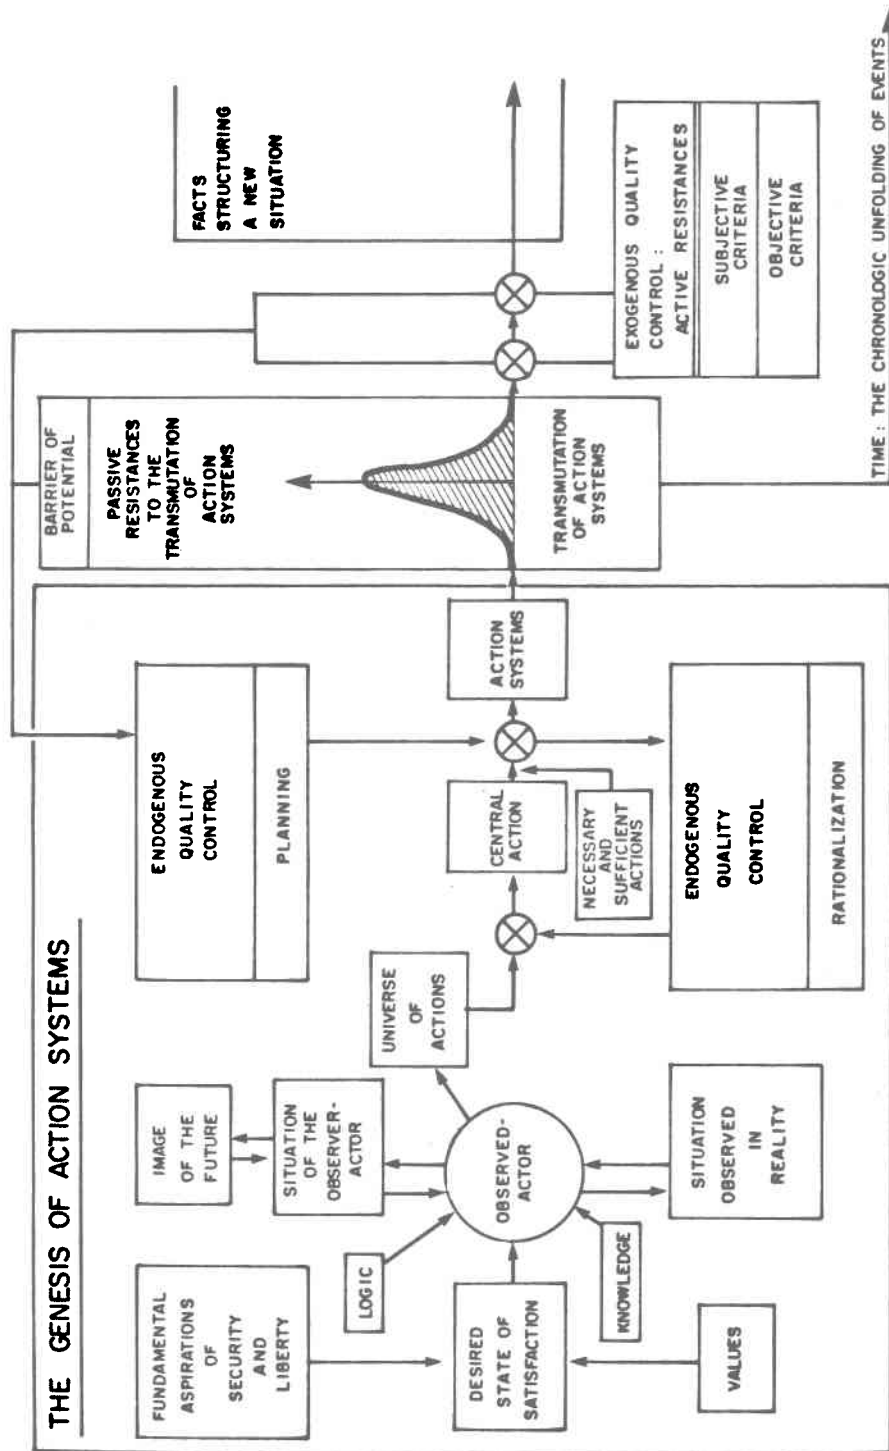 THE GENESIS OF ACTION SYSTEMS
FUNDAMENTAL
ASPIRATIONS
OF
SECURITY
AND
LIBERTY
LOGIC
DESIRED
STATE OF
SATISFACTION
KNOWLEDGE
VALUES
IMAGE
OF THE
FUTURE
SITUATION
OF THE
OBSERVER-
ACTOR
OBSERVED-
ACTOR
SITUATION
OBSERVED
IN
REALITY
UNIVERSE
OF
ACTIONS
ENDOGENOUS
QUALITY
CONTROL
PLANNING
CENTRAL
ACTION
NECESSARY
AND
SUFFICIENT
ACTIONS
ENDOGENOUS
QUALITY
CONTROL
RATIONALIZATION
ACTION
SYSTEMS
BARRIER OF
POTENTIAL
PASSIVE
RESISTANCES
TO THE
TRANSMUTATION
OF
ACTION
SYSTEMS
TRANSMUTATION
OF ACTION
SYSTEMS
FACTS
STRUCTURING
A NEW
SITUATION
EXOGENOUS QUALITY
CONTROL :
ACTIVE RESISTANCES
SUBJECTIVE
CRITERIA
OBJECTIVE
CRITERIA
TIME : THE CHRONOLOGIC UNFOLDING OF EVENTS